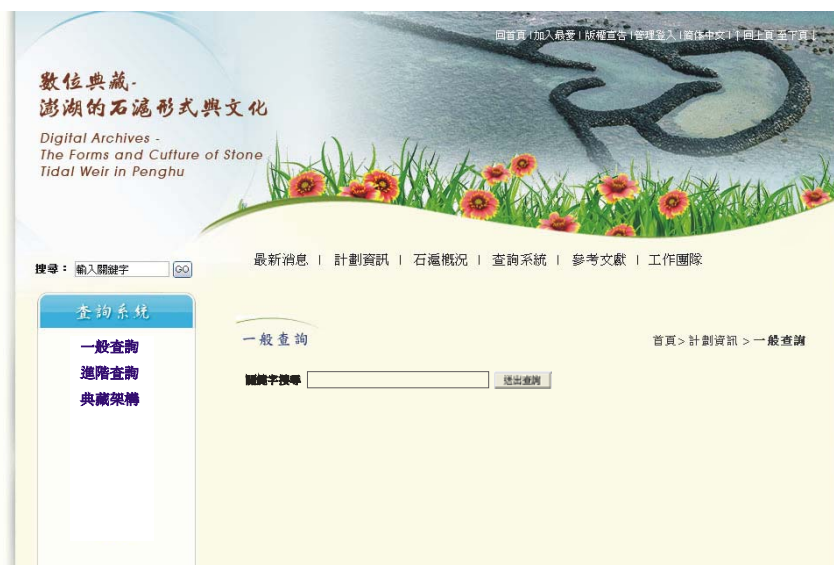 回首頁 | 加入最愛 | 版權宣告 | 管理登入 | 簡体中文 | [ 回上頁 至下頁 ]
數位典藏-
澎湖的石滬形式與文化
Digital Archives -
The Forms and Culture of Stone
Tidal Weir in Penghu
最新消息 | 計劃資訊 | 石滬概況 | 查詢系統 | 參考文獻 | 工作團隊
搜尋： 輸入關鍵字 GO
查詢系統
一般查詢
進階查詢
典藏架構
一般查詢
首頁> 計劃資訊 > 一般查詢
關鍵字搜尋 送出查詢